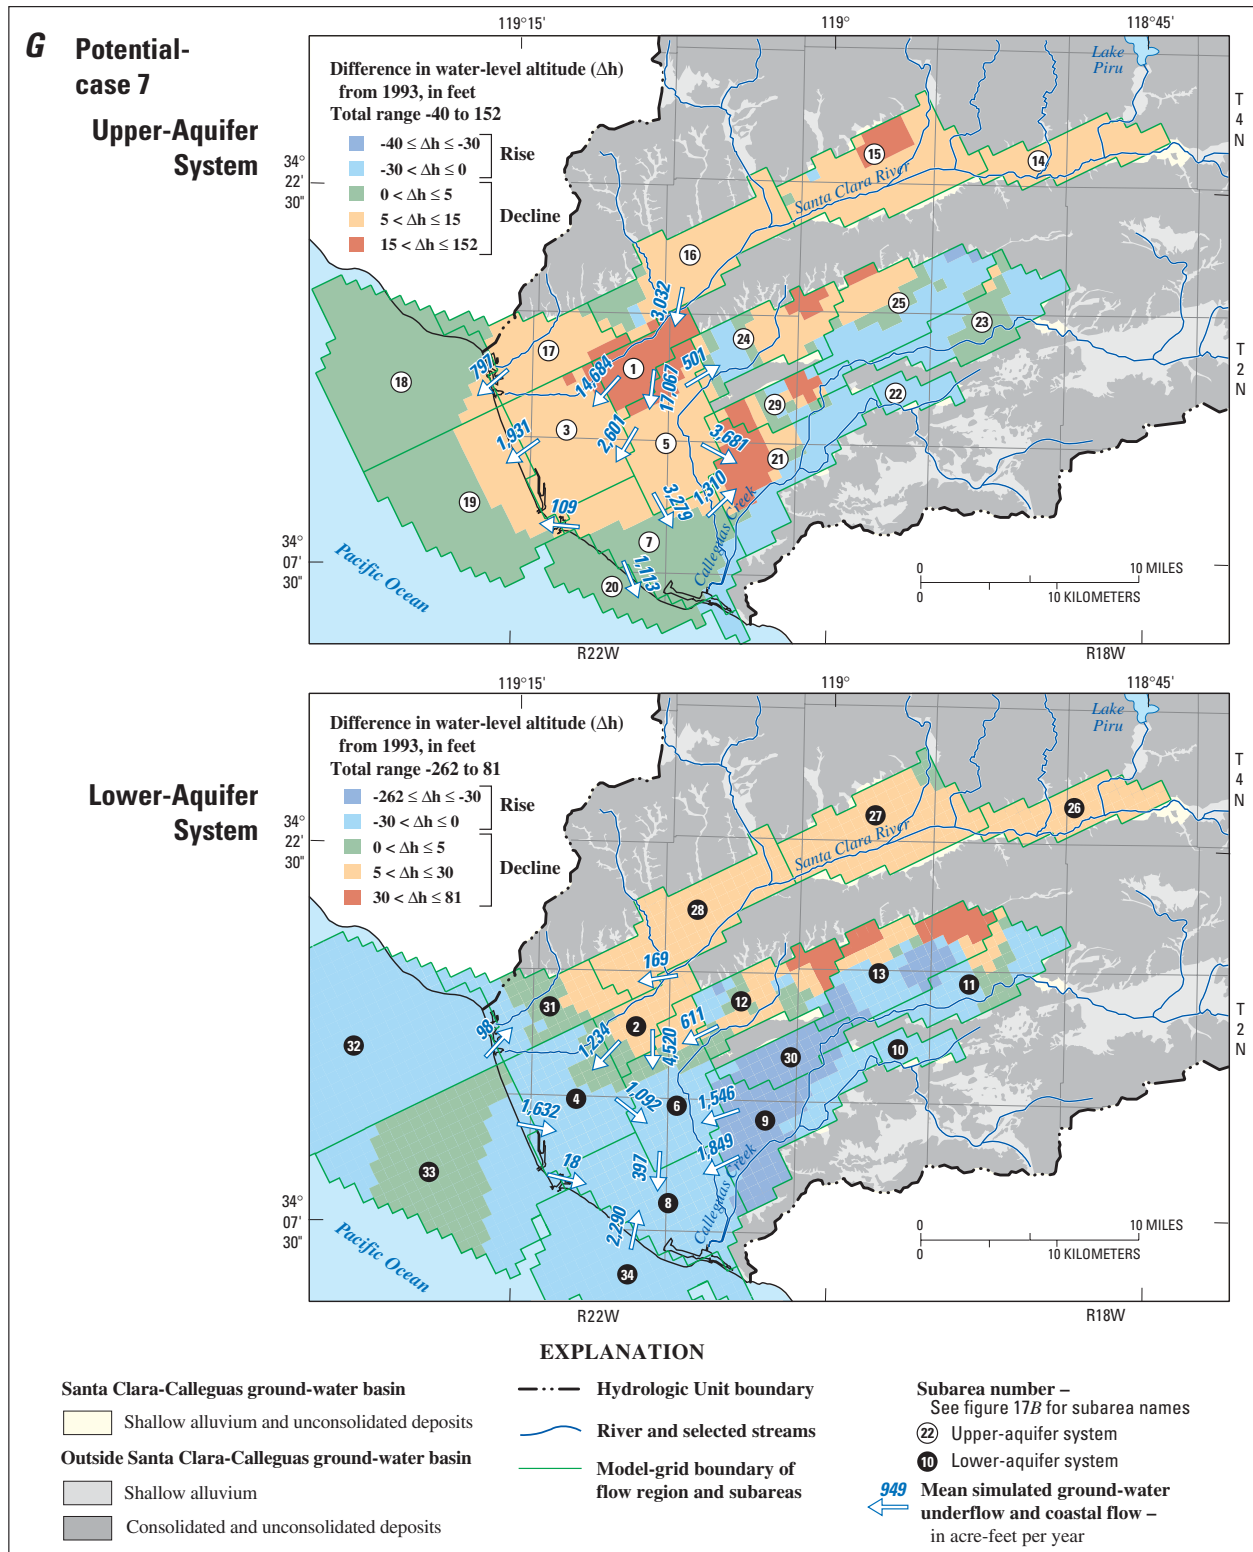 G Potential-
case 7
Upper-Aquifer
System
119°15'
119°
118°45'
Difference in water-level altitude (Δh)
from 1993, in feet
Total range -40 to 152
-40 ≤ Δh ≤ -30
-30 < Δh ≤ 0
Rise
0 < Δh ≤ 5
5 < Δh ≤ 15
15 < Δh ≤ 152
Decline
Lake
Piru
T
4
N
34°
22'
30"
15
14
Santa Clara River
16
3,032
25
23
24
17
18
797
14,684
1
17,067
501
29
22
T
2
N
3
2,601
5
3,681
21
1,931
19
109
3,279
1,310
7
Calleguas Creek
34°
07'
30"
Pacific Ocean
20
1,113
0 10 MILES
0 10 KILOMETERS
R22W
R18W
Lower-Aquifer
System
119°15'
119°
118°45'
Difference in water-level altitude (Δh)
from 1993, in feet
Total range -262 to 81
-262 ≤ Δh ≤ -30
-30 < Δh ≤ 0
Rise
0 < Δh ≤ 5
5 < Δh ≤ 30
30 < Δh ≤ 81
Decline
Lake
Piru
T
4
N
34°
22'
30"
27
26
Santa Clara River
28
169
13
11
12
31
2
611
98
1,234
4,520
32
30
10
T
2
N
4
1,092
6
1,546
9
1,632
33
18
397
1,849
8
Calleguas Creek
34°
07'
30"
Pacific Ocean
2,290
34
0 10 MILES
0 10 KILOMETERS
R22W
R18W
EXPLANATION
Santa Clara-Calleguas ground-water basin
Shallow alluvium and unconsolidated deposits
Outside Santa Clara-Calleguas ground-water basin
Shallow alluvium
Consolidated and unconsolidated deposits
Hydrologic Unit boundary
River and selected streams
Model-grid boundary of
flow region and subareas
Subarea number –
See figure 17B for subarea names
22 Upper-aquifer system
10 Lower-aquifer system
949 Mean simulated ground-water
underflow and coastal flow –
in acre-feet per year